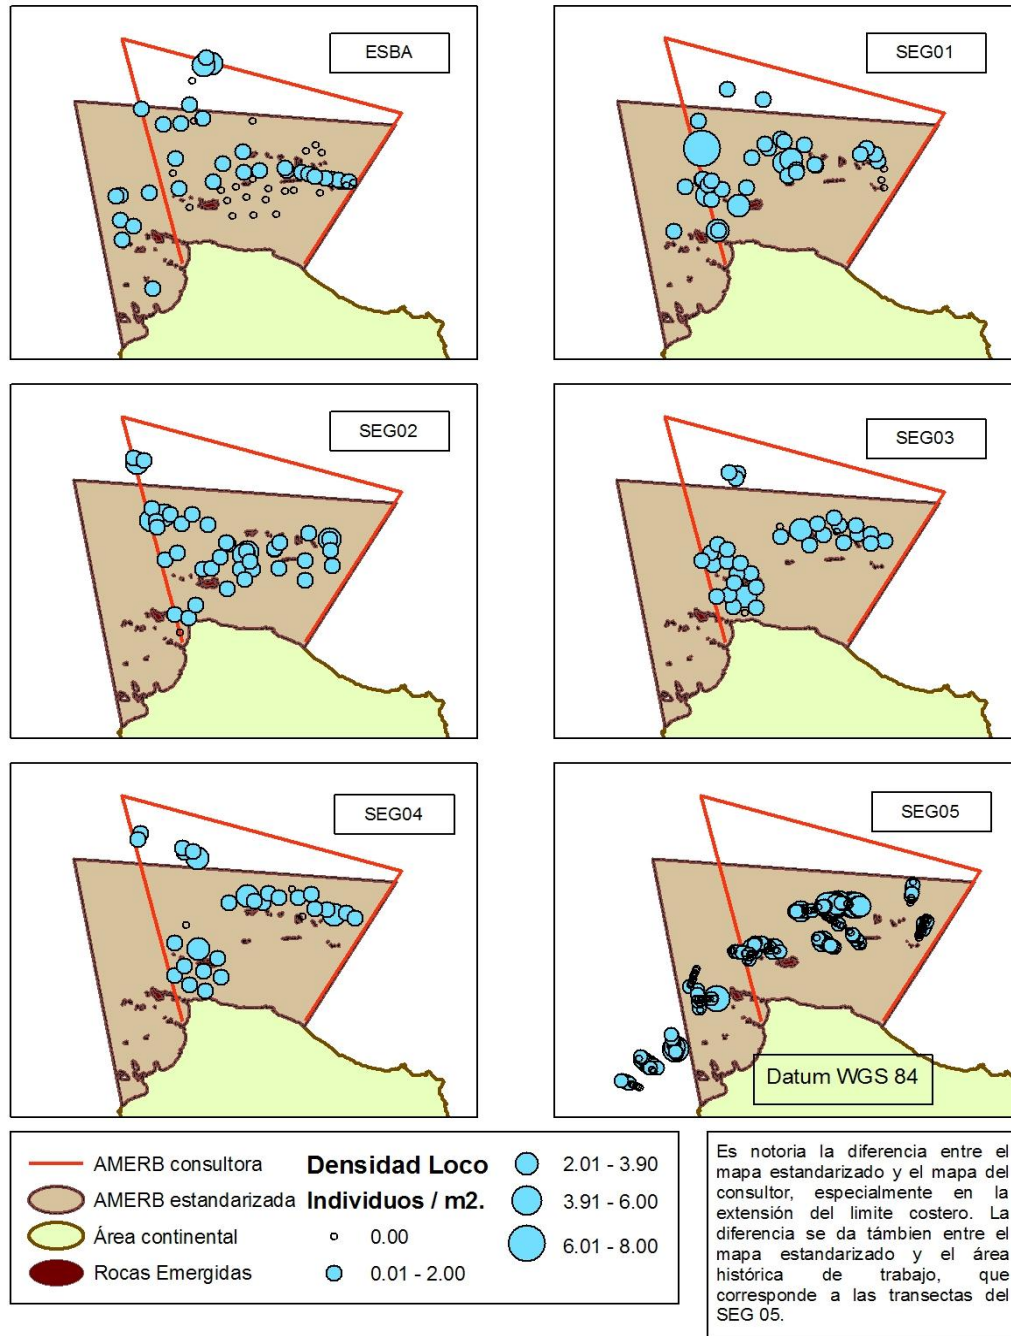 ESBA
SEG01
SEG02
SEG03
SEG04
SEG05
Datum WGS 84
AMERB consultora
AMERB estandarizada
Área continental
Rocas Emergidas
Densidad Loco
Individuos / m2.
0.00
0.01 - 2.00
2.01 - 3.90
3.91 - 6.00
6.01 - 8.00
Es notoria la diferencia entre el
mapa estandarizado y el mapa del
consultor, especialmente en la
extensión del limite costero. La
diferencia se da támbien entre el
mapa estandarizado y el área
histórica de trabajo, que
corresponde a las transectas del
SEG 05.